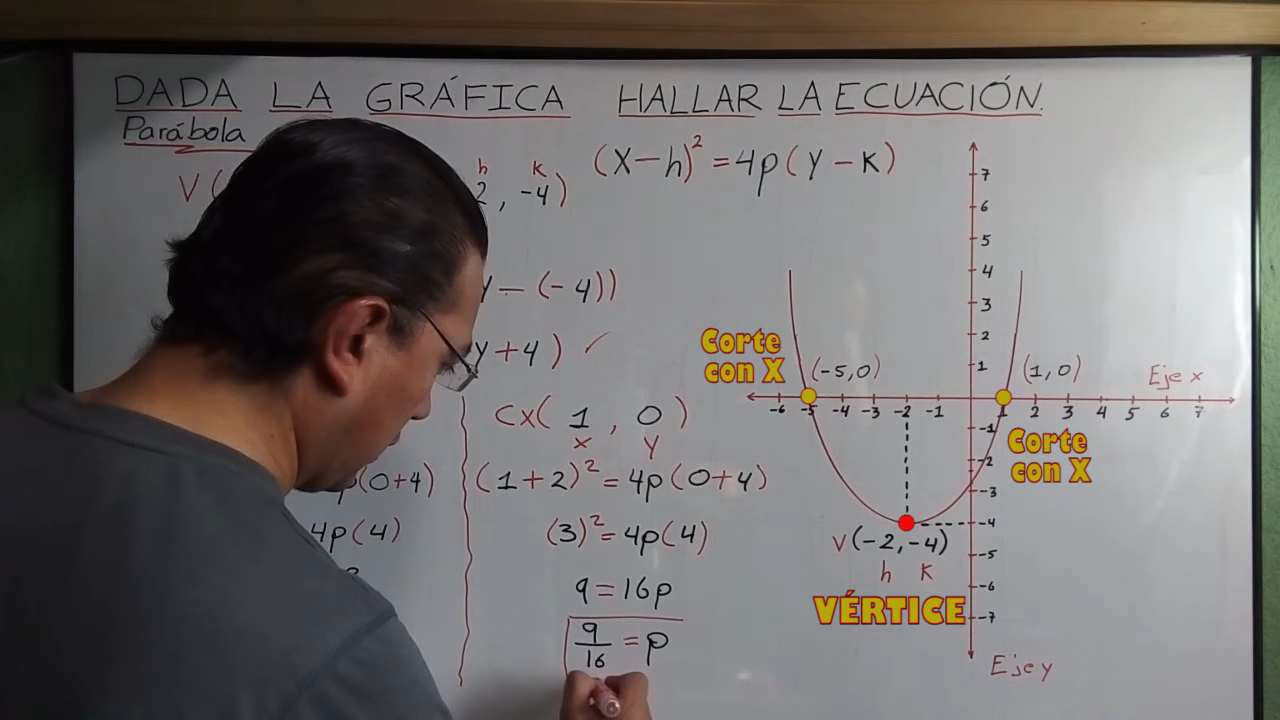 DADA LA GRÁFICA HALLAR LA ECUACIÓN.
Parábola
h K
V( 2, -4)
(X-h)² = 4p(Y-K)
y - (-4))
y+4) ✓
CX( 1, 0)
x y
p(0+4)
(1+2)² = 4p(0+4)
4p(4)
(3)² = 4p(4)
9 = 16p
9/16 = p
7
6
5
4
3
2
1
Corte
con X
(-5,0)
(1,0)
Eje x
-6 -5 -4 -3 -2 -1 1 2 3 4 5 6 7
Corte
con X
-1
-2
-3
-4
-5
-6
-7
V(-2,-4)
h K
VÉRTICE
Eje y